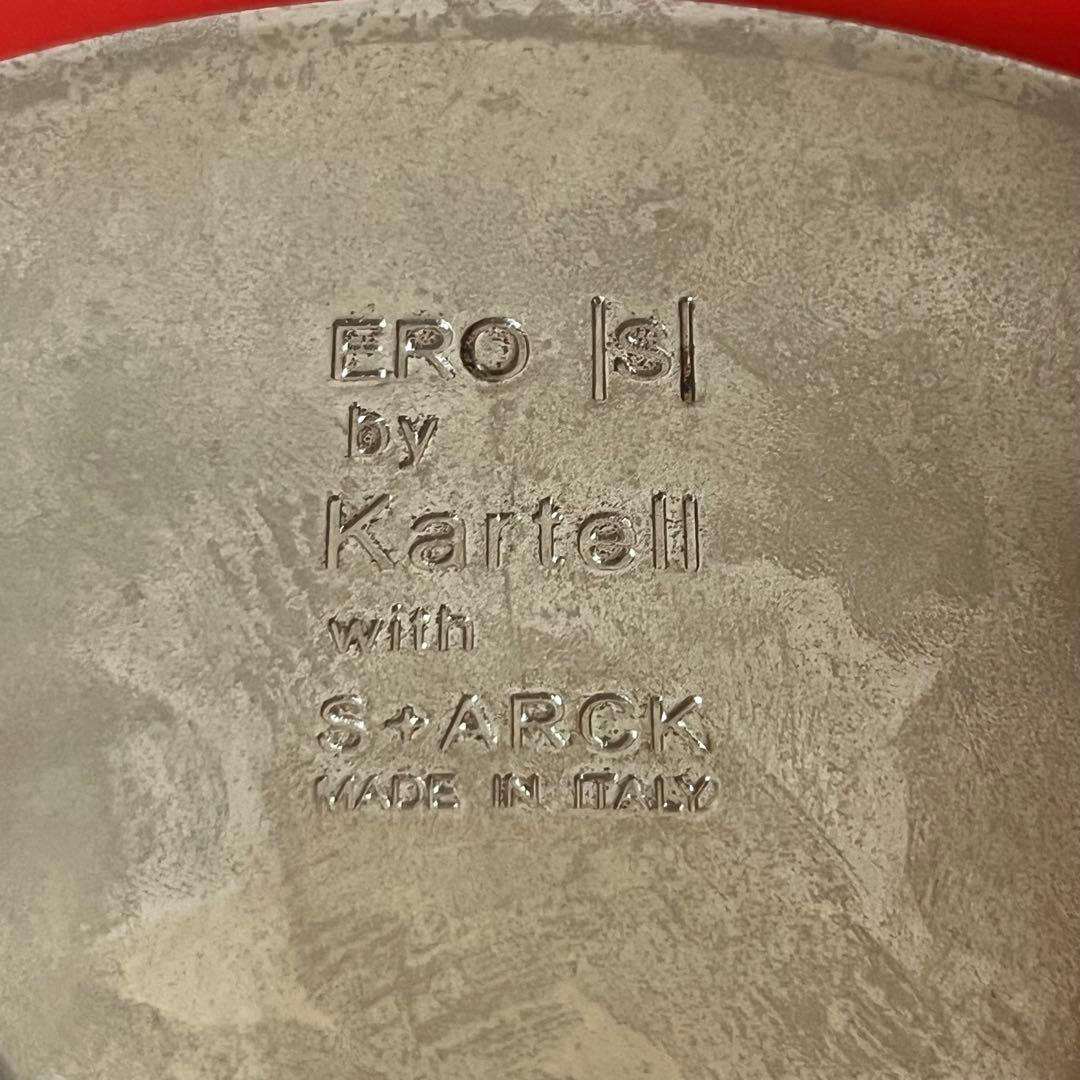 ERO |S|
by
Kartell
with
S+ARCK
MADE IN ITALY